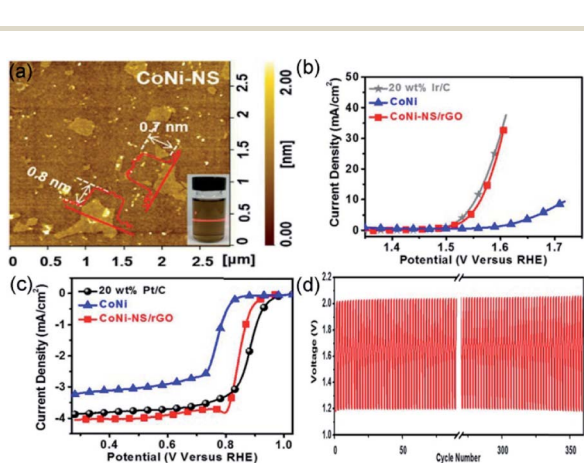 (a)
CoNi-NS
0.7 nm
0.8 nm
2.5
2
1.5
1
0.5
0
0 0.5 1 1.5 2 2.5 [µm]
2.00
[nm]
0.00
(b)
50
40
30
20
10
0
Current Density (mA/cm²)
20 wt% Ir/C
CoNi
CoNi-NS/rGO
1.4 1.5 1.6 1.7
Potential (V Versus RHE)
(c)
0
-1
-2
-3
-4
Current Density (mA/cm²)
20 wt% Pt/C
CoNi
CoNi-NS/rGO
0.4 0.6 0.8 1.0
Potential (V Versus RHE)
(d)
2.2
2.0
1.8
1.6
1.4
1.2
1.0
Voltage (V)
0 50 300 350
Cycle Number